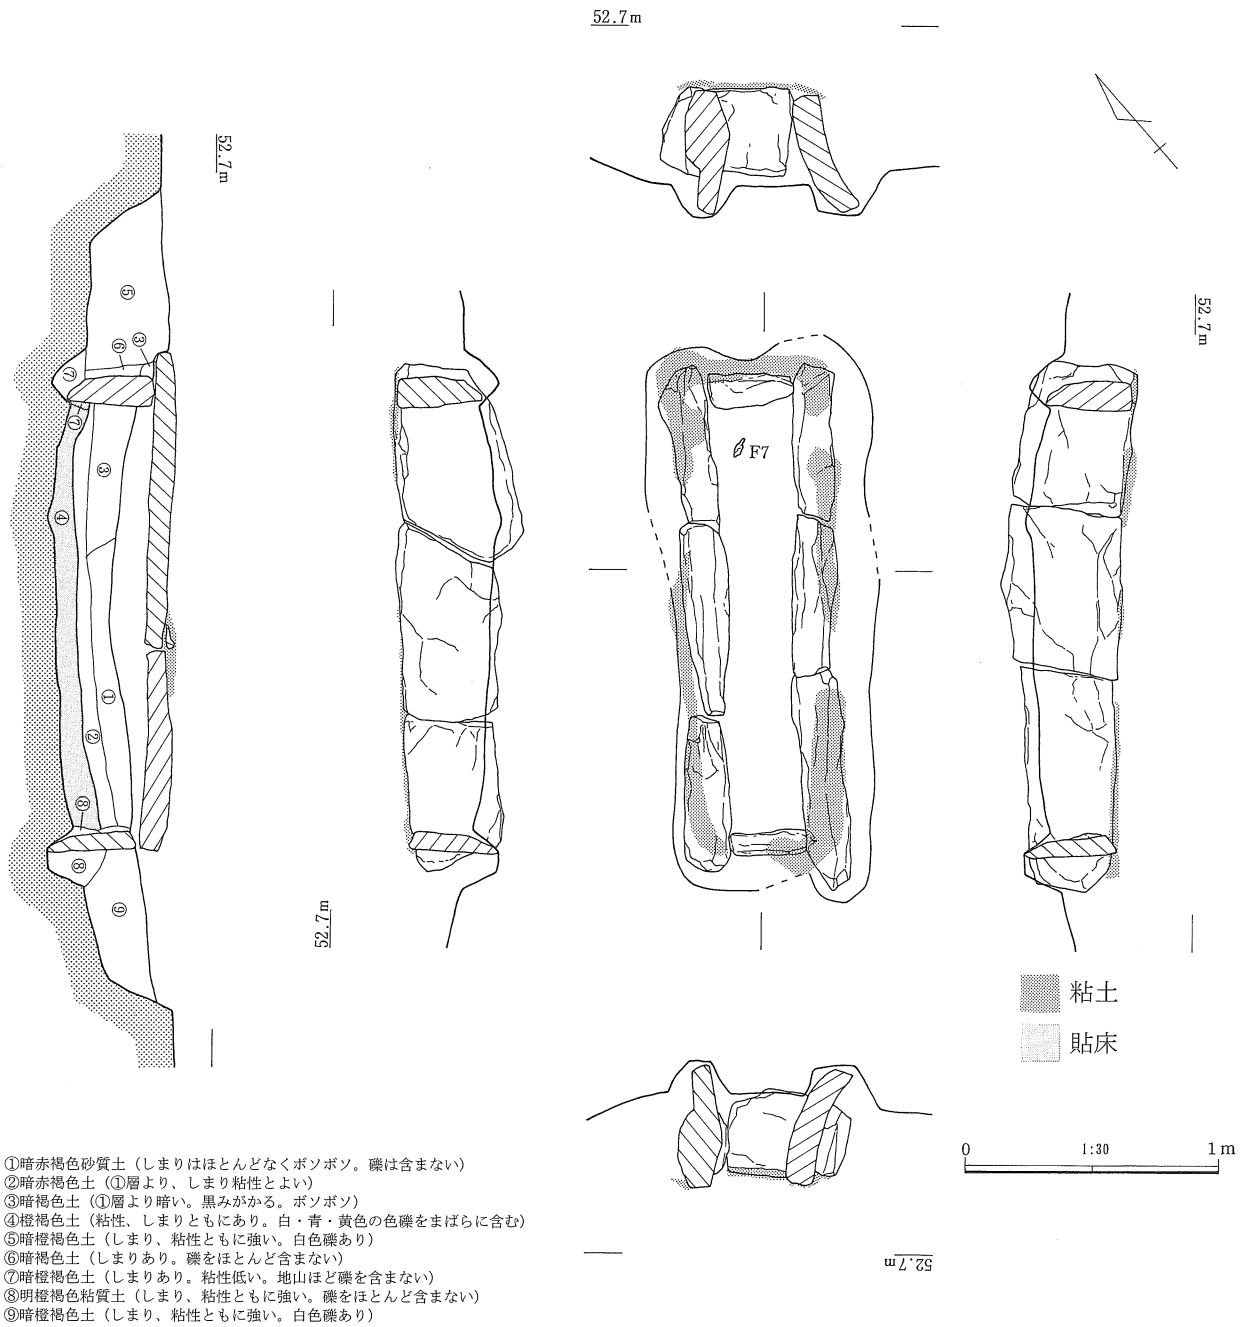 52.7m
52.7m
52.7m
52.7m
52.7m
⑤
③
⑥
⑦
⑦
③
④
①
②
⑧
⑧
⑨
F7
粘土
貼床
0 1:30 1m
①暗赤褐色砂質土（しまりはほとんどなくボソボソ。礫は含まない）
②暗赤褐色土（①層より、しまり粘性とよい）
③暗褐色土（①層より暗い。黒みがかる。ボソボソ）
④橙褐色土（粘性、しまりともにあり。白・青・黄色の色礫をまばらに含む）
⑤暗橙褐色土（しまり、粘性ともに強い。白色礫あり）
⑥暗褐色土（しまりあり。礫をほとんど含まない）
⑦暗橙褐色土（しまりあり。粘性低い。地山ほど礫を含まない）
⑧明橙褐色粘質土（しまり、粘性ともに強い。礫をほとんど含まない）
⑨暗橙褐色土（しまり、粘性ともに強い。白色礫あり）